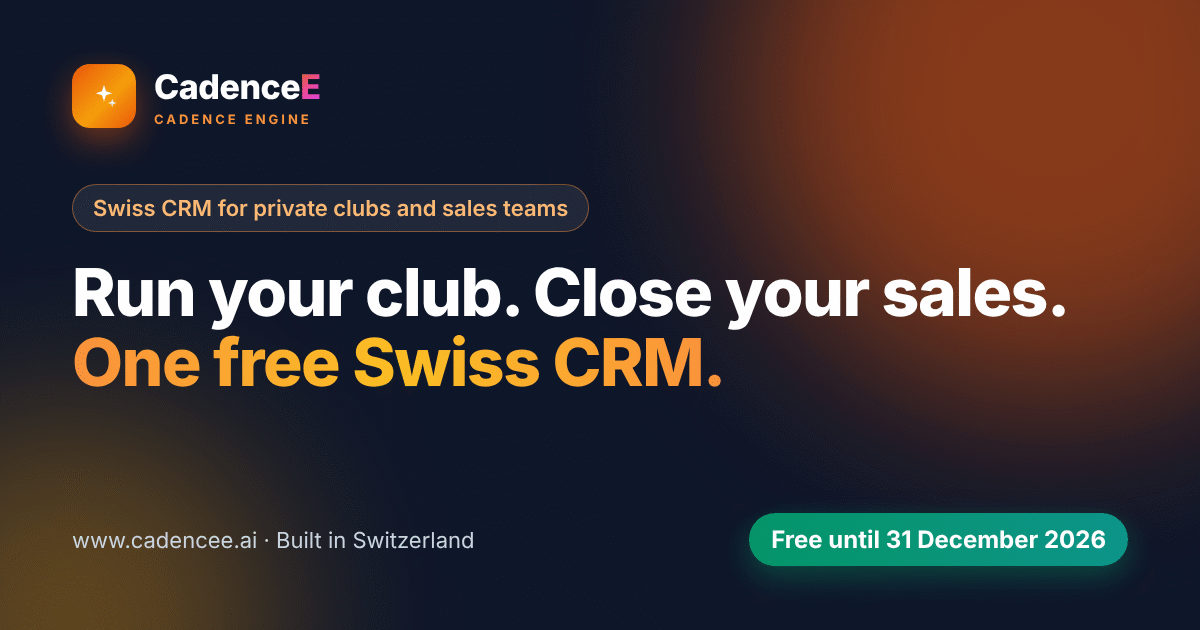 CadenceE
CADENCE ENGINE
Swiss CRM for private clubs and sales teams
Run your club. Close your sales.
One free Swiss CRM.
www.cadencee.ai · Built in Switzerland
Free until 31 December 2026